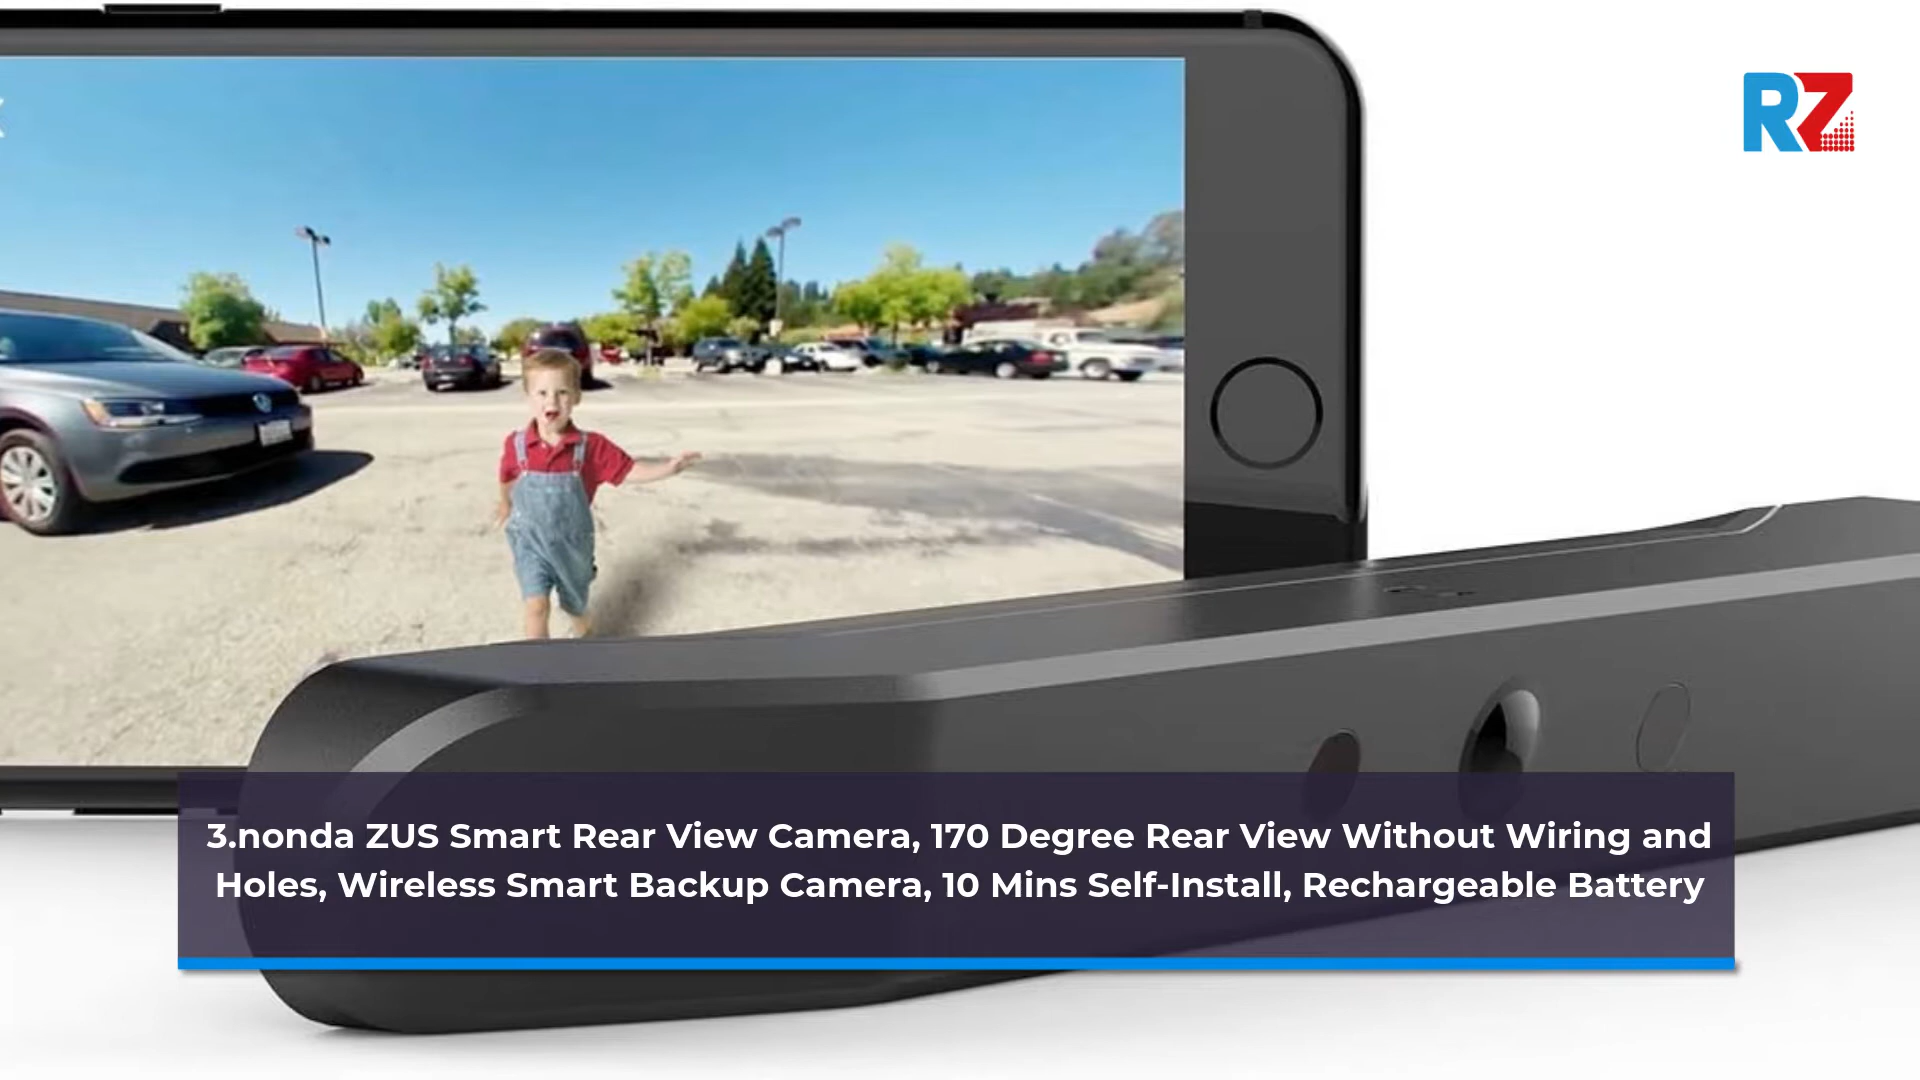 RZ
3.nonda ZUS Smart Rear View Camera, 170 Degree Rear View Without Wiring and
Holes, Wireless Smart Backup Camera, 10 Mins Self-Install, Rechargeable Battery